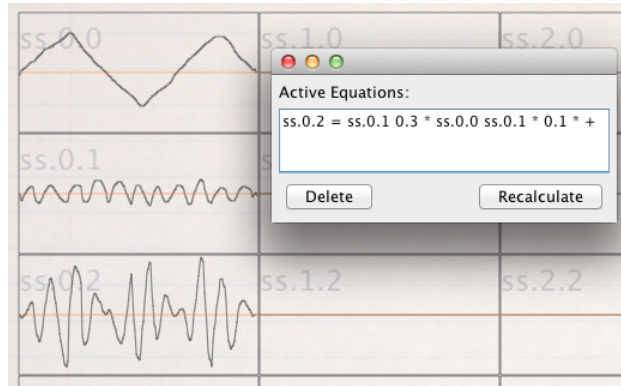 ss.0.0
ss.1.0
ss.2.0
Active Equations:
ss.0.2 = ss.0.1 0.3 * ss.0.0 ss.0.1 * 0.1 * +
ss.0.1
Delete
Recalculate
ss.0.2
ss.1.2
ss.2.2